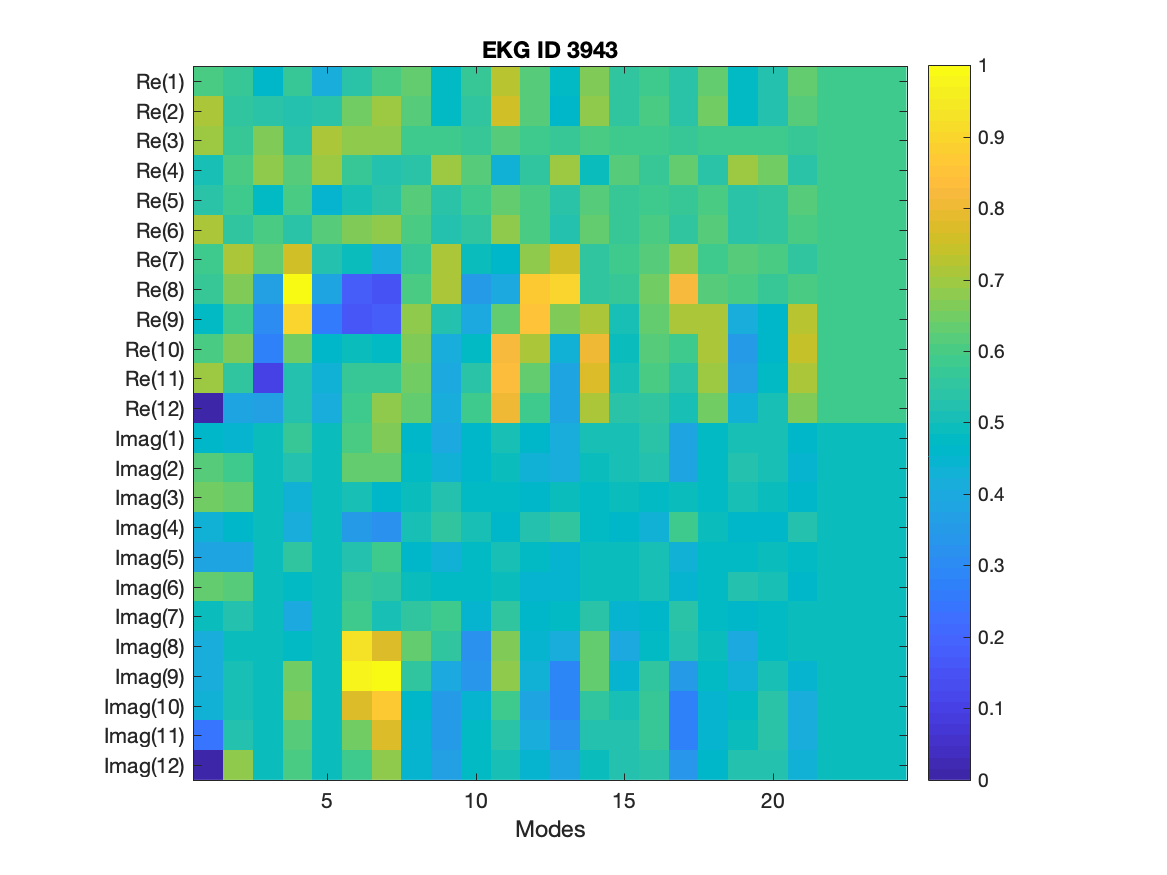 EKG ID 3943
Re(1)
Re(2)
Re(3)
Re(4)
Re(5)
Re(6)
Re(7)
Re(8)
Re(9)
Re(10)
Re(11)
Re(12)
Imag(1)
Imag(2)
Imag(3)
Imag(4)
Imag(5)
Imag(6)
Imag(7)
Imag(8)
Imag(9)
Imag(10)
Imag(11)
Imag(12)
5 10 15 20
Modes
1
0.9
0.8
0.7
0.6
0.5
0.4
0.3
0.2
0.1
0